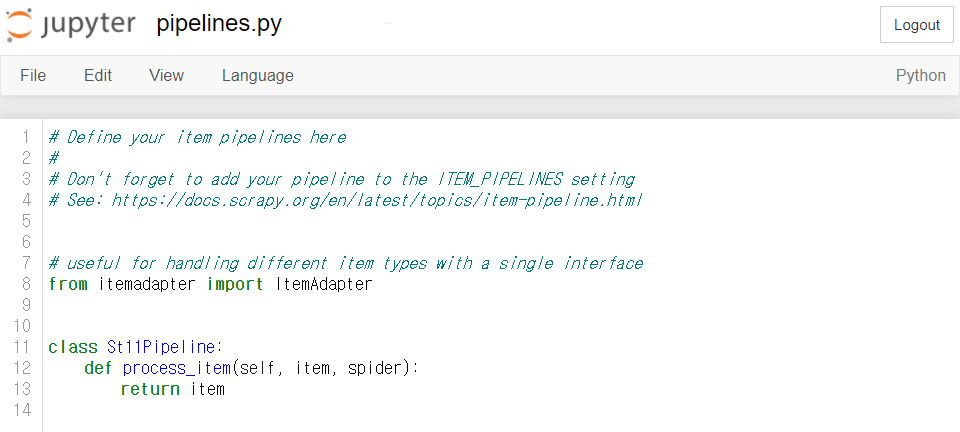 jupyter pipelines.py Logout
File Edit View Language Python
1 # Define your item pipelines here
2 #
3 # Don't forget to add your pipeline to the ITEM_PIPELINES setting
4 # See: https://docs.scrapy.org/en/latest/topics/item-pipeline.html
5
6
7 # useful for handling different item types with a single interface
8 from itemadapter import ItemAdapter
9
10
11 class St11Pipeline:
12     def process_item(self, item, spider):
13         return item
14